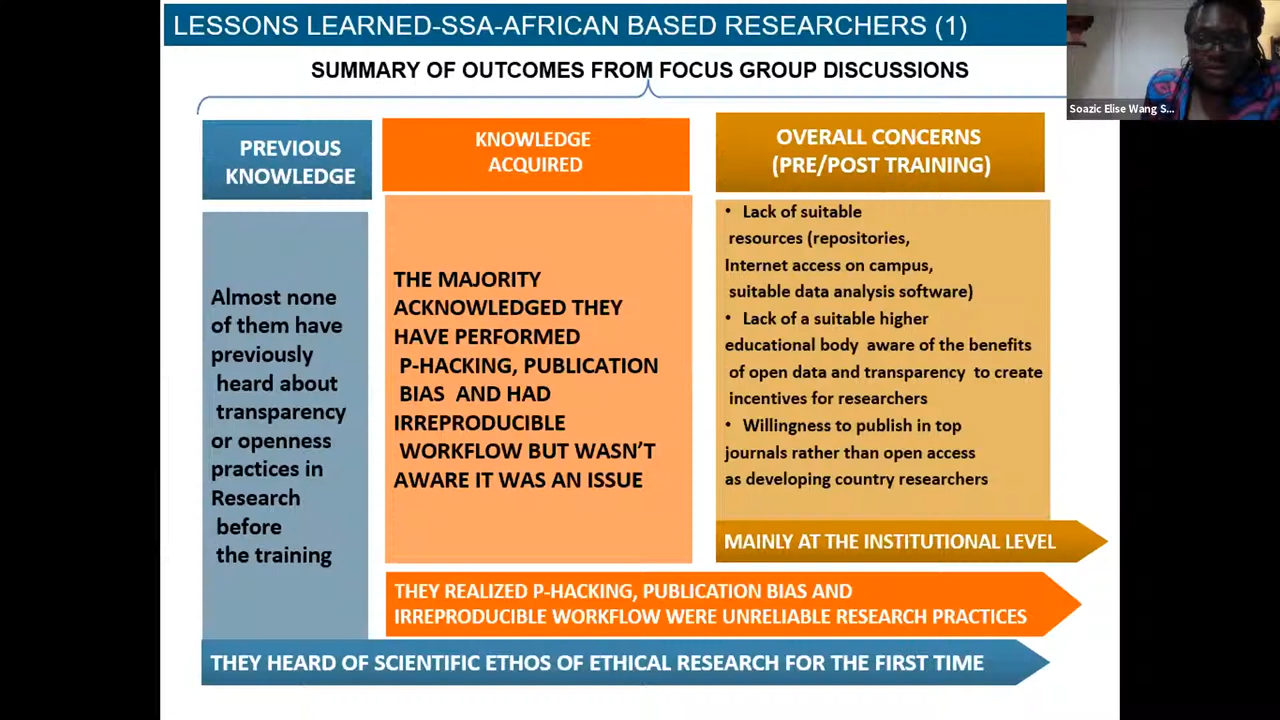 LESSONS LEARNED-SSA-AFRICAN BASED RESEARCHERS (1)
Soazic Elise Wang S...
SUMMARY OF OUTCOMES FROM FOCUS GROUP DISCUSSIONS
PREVIOUS
KNOWLEDGE
Almost none
of them have
previously
heard about
transparency
or openness
practices in
Research
before
the training
KNOWLEDGE
ACQUIRED
THE MAJORITY
ACKNOWLEDGED THEY
HAVE PERFORMED
P-HACKING, PUBLICATION
BIAS AND HAD
IRREPRODUCIBLE
WORKFLOW BUT WASN'T
AWARE IT WAS AN ISSUE
OVERALL CONCERNS
(PRE/POST TRAINING)
• Lack of suitable
resources (repositories,
Internet access on campus,
suitable data analysis software)
• Lack of a suitable higher
educational body aware of the benefits
of open data and transparency to create
incentives for researchers
• Willingness to publish in top
journals rather than open access
as developing country researchers
MAINLY AT THE INSTITUTIONAL LEVEL
THEY REALIZED P-HACKING, PUBLICATION BIAS AND
IRREPRODUCIBLE WORKFLOW WERE UNRELIABLE RESEARCH PRACTICES
THEY HEARD OF SCIENTIFIC ETHOS OF ETHICAL RESEARCH FOR THE FIRST TIME